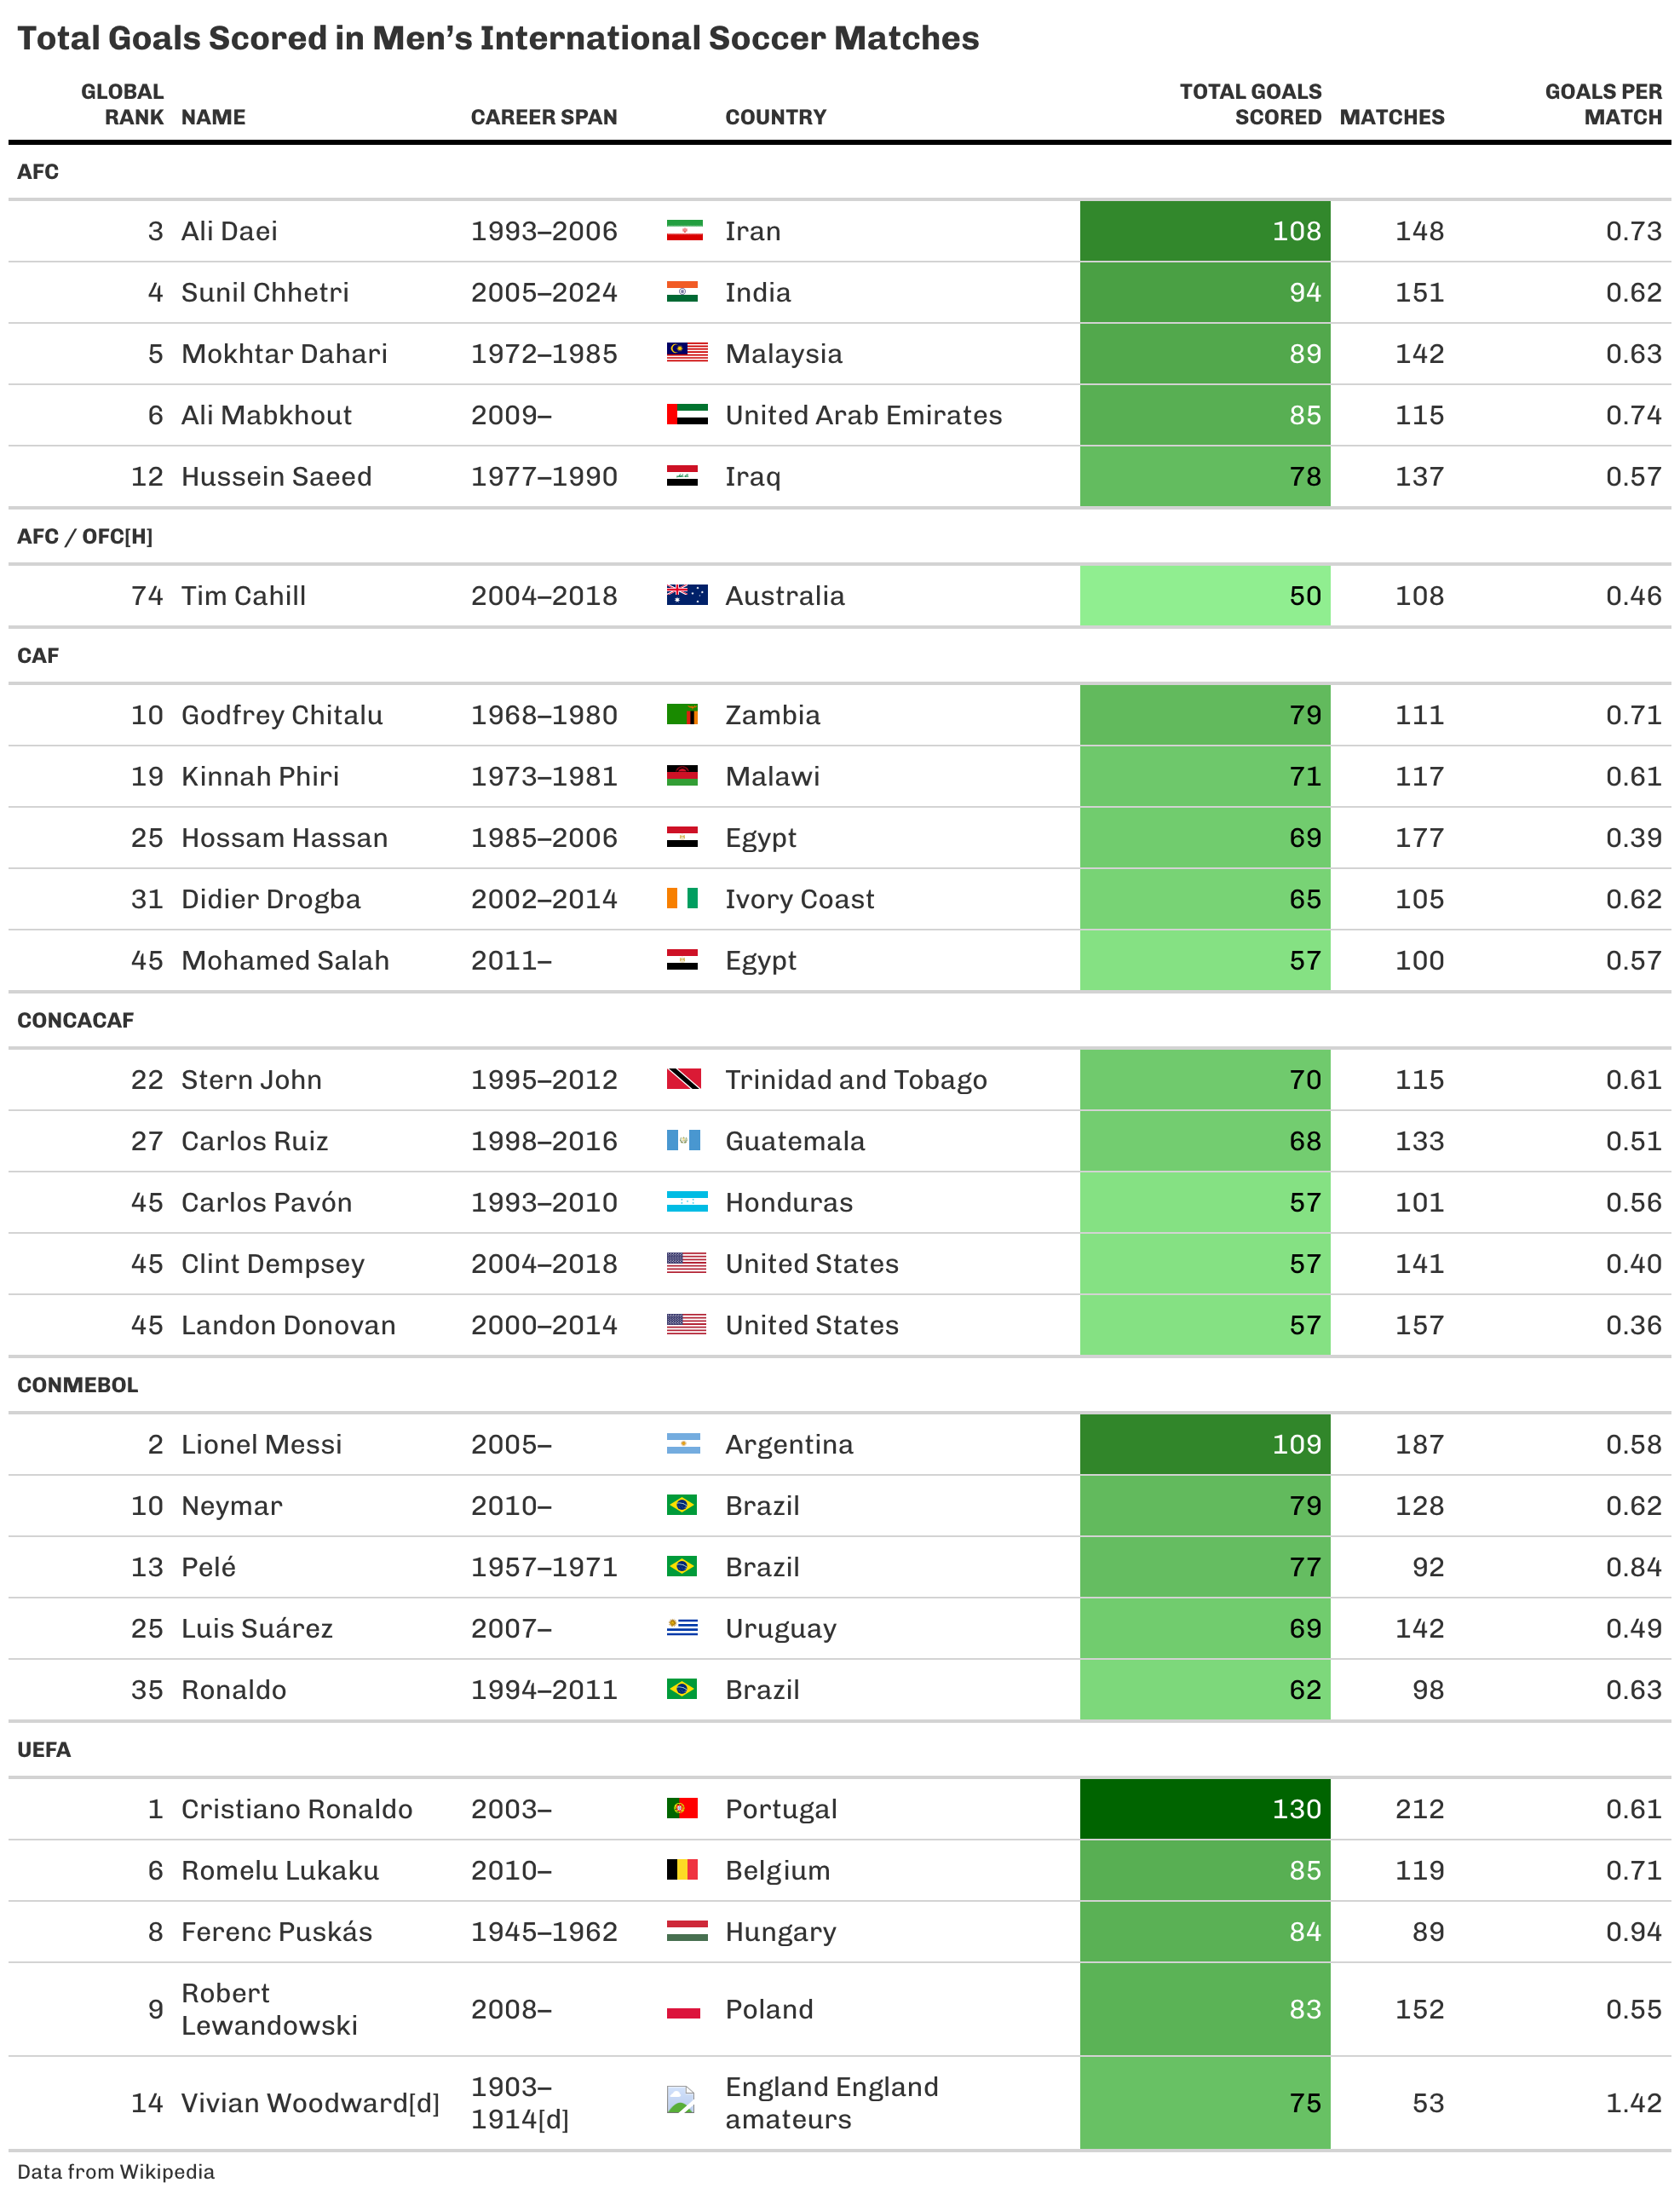 Total Goals Scored in Men’s International Soccer Matches
GLOBAL RANK NAME CAREER SPAN COUNTRY TOTAL GOALS SCORED MATCHES GOALS PER MATCH
AFC
3 Ali Daei 1993–2006 Iran 108 148 0.73
4 Sunil Chhetri 2005–2024 India 94 151 0.62
5 Mokhtar Dahari 1972–1985 Malaysia 89 142 0.63
6 Ali Mabkhout 2009– United Arab Emirates 85 115 0.74
12 Hussein Saeed 1977–1990 Iraq 78 137 0.57
AFC / OFC[H]
74 Tim Cahill 2004–2018 Australia 50 108 0.46
CAF
10 Godfrey Chitalu 1968–1980 Zambia 79 111 0.71
19 Kinnah Phiri 1973–1981 Malawi 71 117 0.61
25 Hossam Hassan 1985–2006 Egypt 69 177 0.39
31 Didier Drogba 2002–2014 Ivory Coast 65 105 0.62
45 Mohamed Salah 2011– Egypt 57 100 0.57
CONCACAF
22 Stern John 1995–2012 Trinidad and Tobago 70 115 0.61
27 Carlos Ruiz 1998–2016 Guatemala 68 133 0.51
45 Carlos Pavón 1993–2010 Honduras 57 101 0.56
45 Clint Dempsey 2004–2018 United States 57 141 0.40
45 Landon Donovan 2000–2014 United States 57 157 0.36
CONMEBOL
2 Lionel Messi 2005– Argentina 109 187 0.58
10 Neymar 2010– Brazil 79 128 0.62
13 Pelé 1957–1971 Brazil 77 92 0.84
25 Luis Suárez 2007– Uruguay 69 142 0.49
35 Ronaldo 1994–2011 Brazil 62 98 0.63
UEFA
1 Cristiano Ronaldo 2003– Portugal 130 212 0.61
6 Romelu Lukaku 2010– Belgium 85 119 0.71
8 Ferenc Puskás 1945–1962 Hungary 84 89 0.94
9 Robert Lewandowski 2008– Poland 83 152 0.55
14 Vivian Woodward[d] 1903–1914[d] England England amateurs 75 53 1.42
Data from Wikipedia